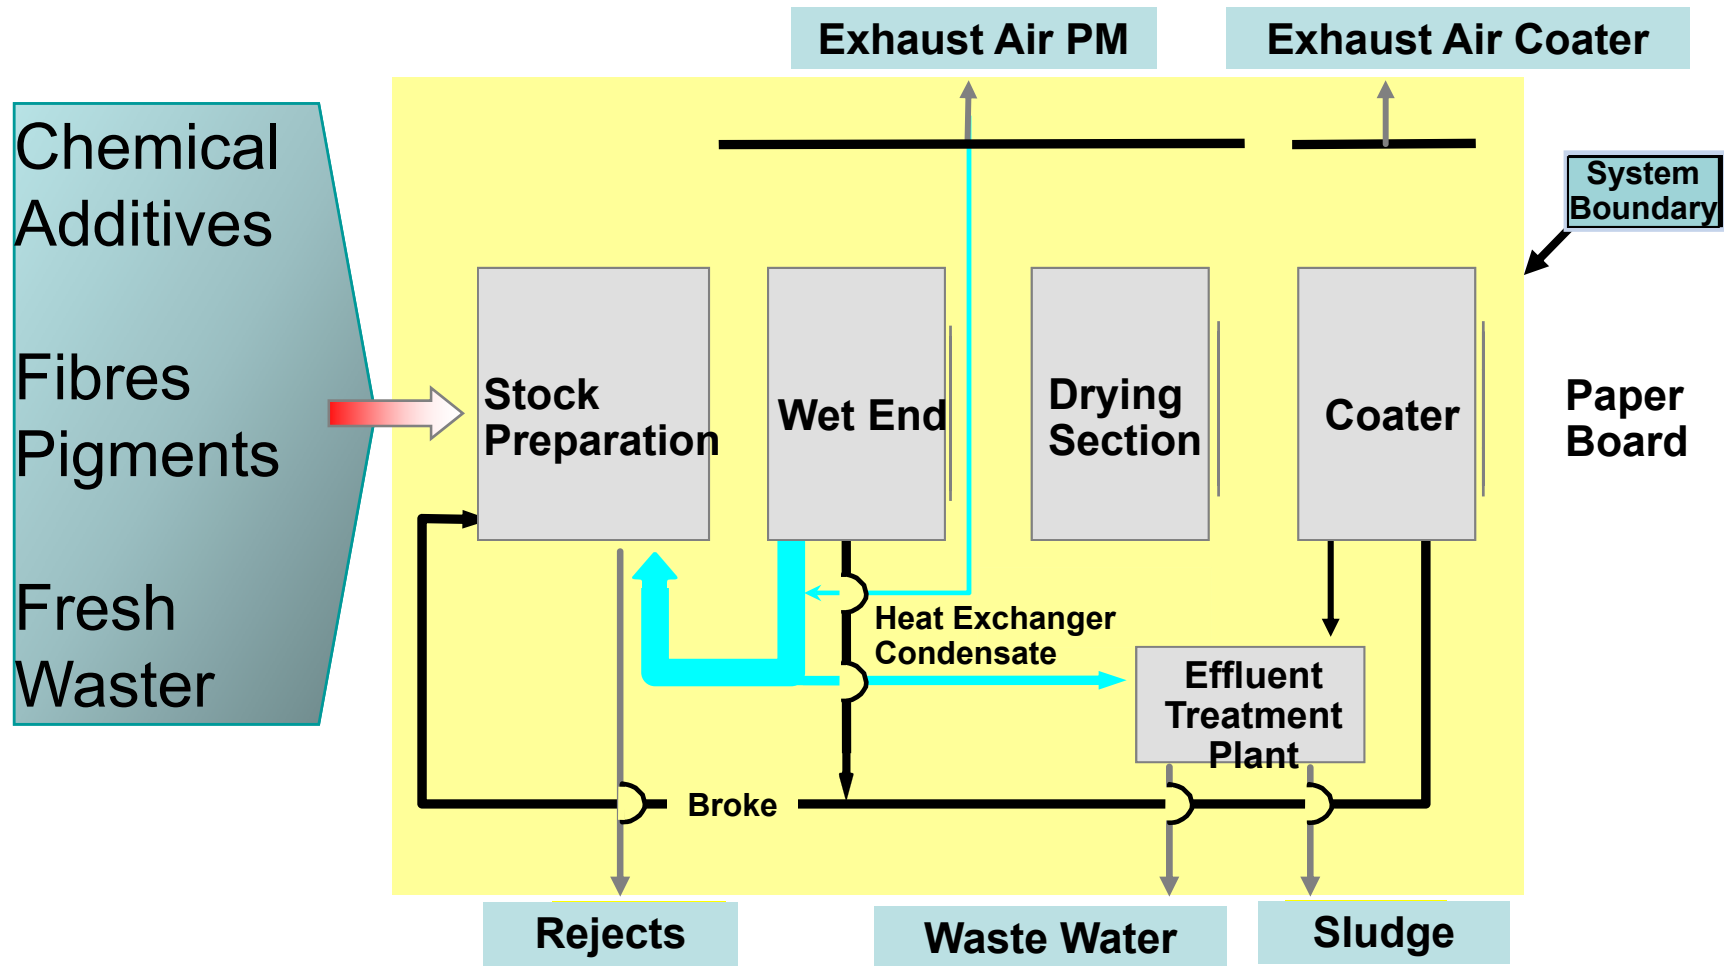 Exhaust Air PM
Exhaust Air Coater
Chemical
Additives
Fibres
Pigments
Fresh
Waster
System
Boundary
Stock
Preparation
Wet End
Drying
Section
Coater
Paper
Board
Heat Exchanger
Condensate
Effluent
Treatment
Plant
Broke
Rejects
Waste Water
Sludge